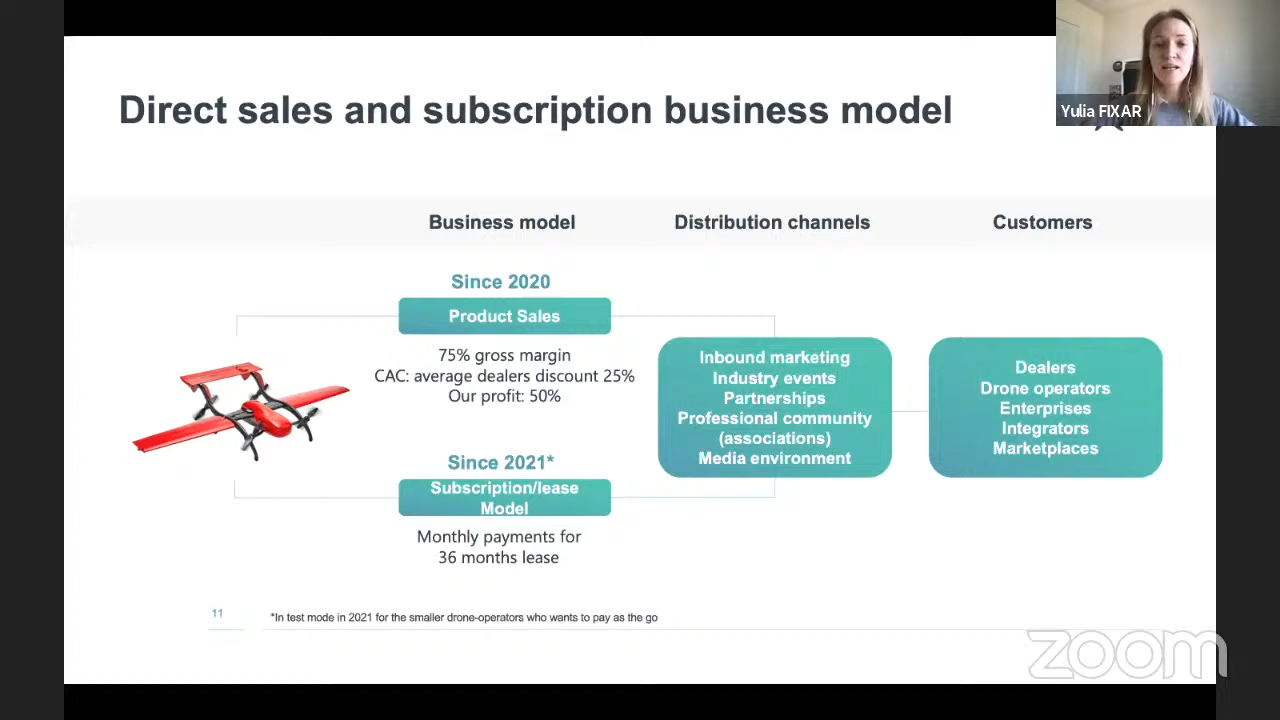 Direct sales and subscription business model
Yulia FIXAR
Business model
Distribution channels
Customers
Since 2020
Product Sales
75% gross margin
CAC: average dealers discount 25%
Our profit: 50%
Since 2021*
Subscription/lease
Model
Monthly payments for
36 months lease
Inbound marketing
Industry events
Partnerships
Professional community
(associations)
Media environment
Dealers
Drone operators
Enterprises
Integrators
Marketplaces
11
*In test mode in 2021 for the smaller drone-operators who wants to pay as the go
zoom